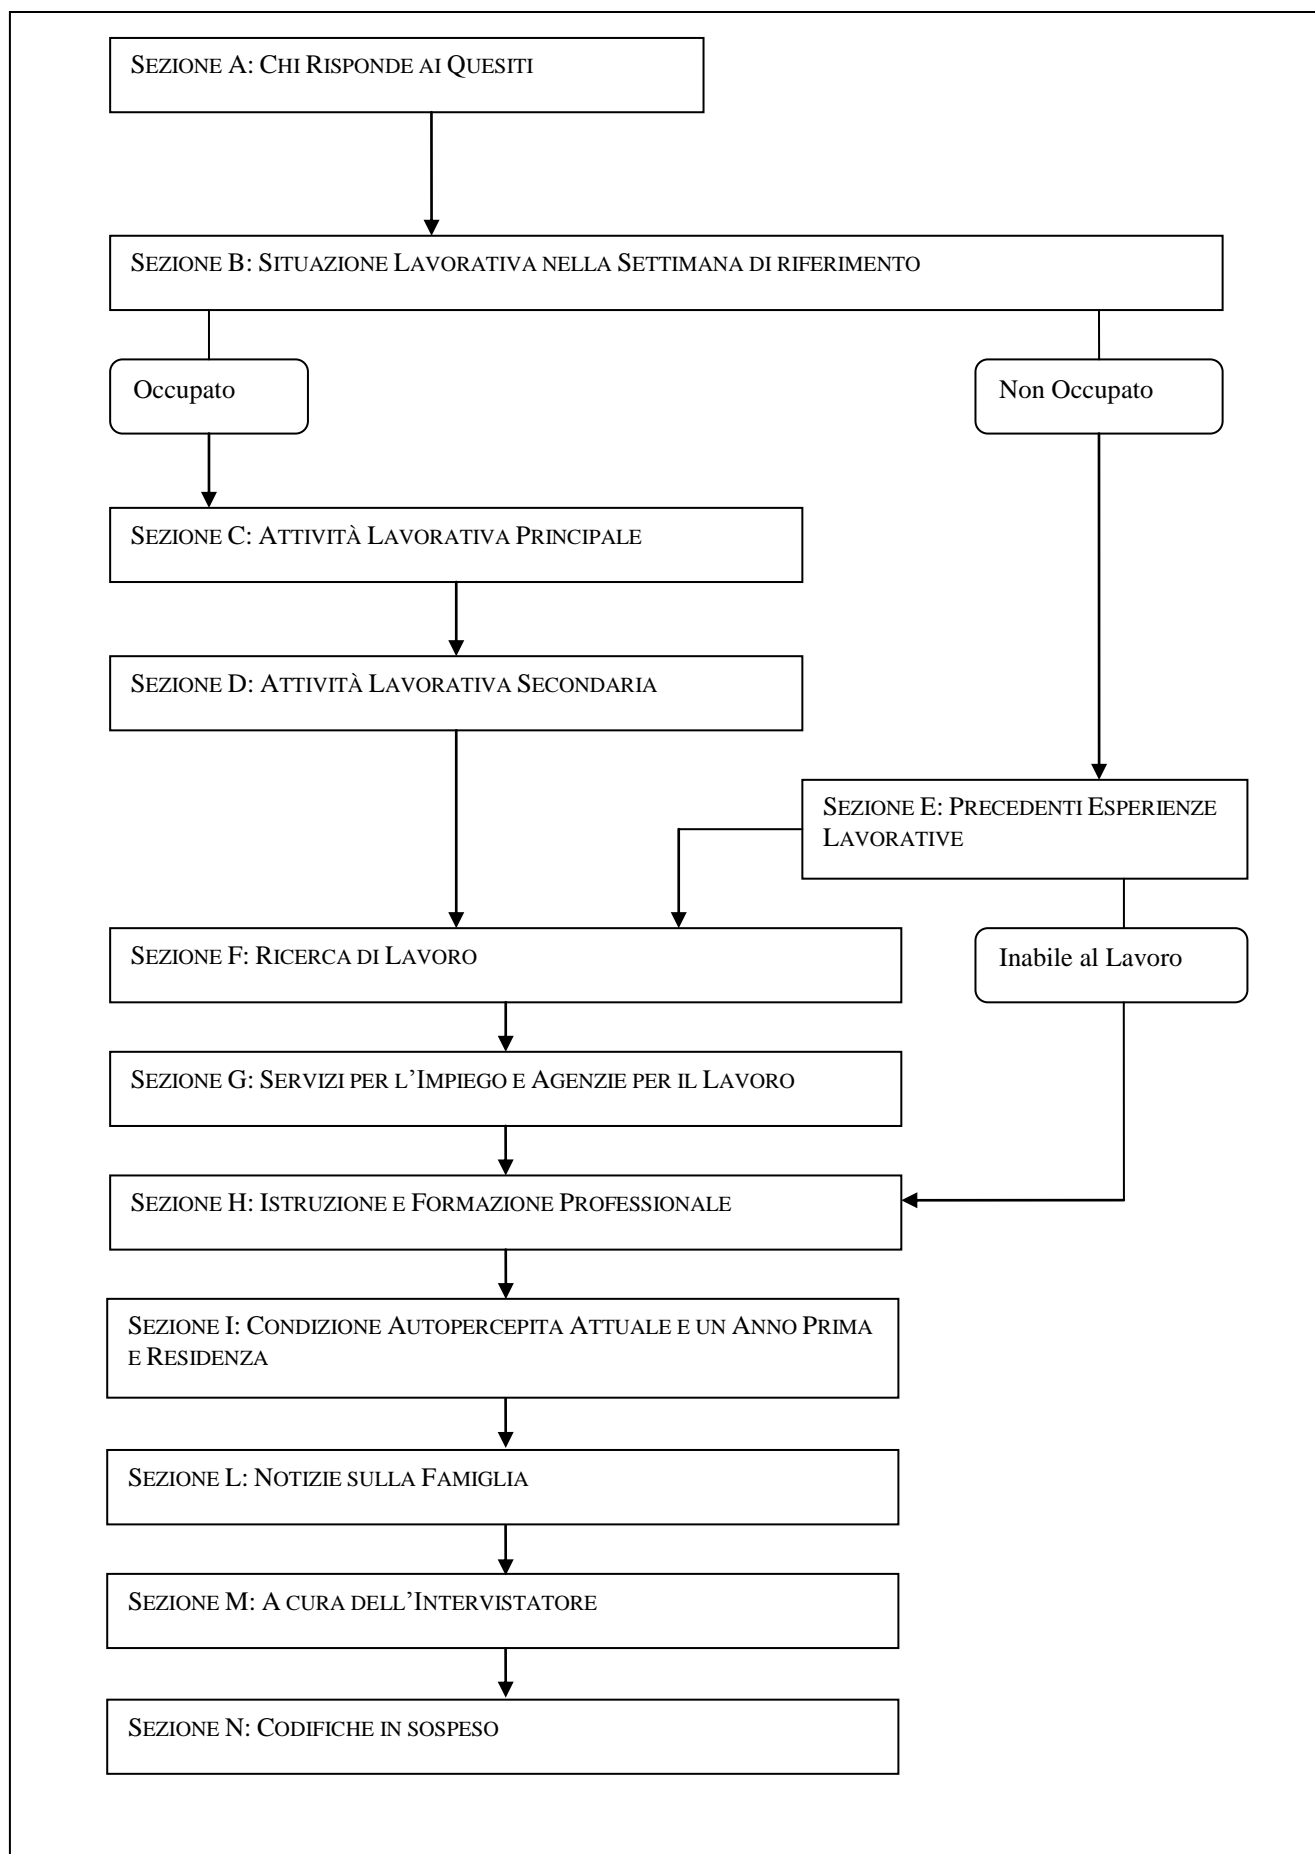 SEZIONE A: CHI RISPONDE AI QUESITI
SEZIONE B: SITUAZIONE LAVORATIVA NELLA SETTIMANA DI RIFERIMENTO
Occupato
Non Occupato
SEZIONE C: ATTIVITÀ LAVORATIVA PRINCIPALE
SEZIONE D: ATTIVITÀ LAVORATIVA SECONDARIA
SEZIONE E: PRECEDENTI ESPERIENZE
LAVORATIVE
SEZIONE F: RICERCA DI LAVORO
Inabile al Lavoro
SEZIONE G: SERVIZI PER L’IMPIEGO E AGENZIE PER IL LAVORO
SEZIONE H: ISTRUZIONE E FORMAZIONE PROFESSIONALE
SEZIONE I: CONDIZIONE AUTOPERCEPITA ATTUALE E UN ANNO PRIMA
E RESIDENZA
SEZIONE L: NOTIZIE SULLA FAMIGLIA
SEZIONE M: A CURA DELL’INTERVISTATORE
SEZIONE N: CODIFICHE IN SOSPESO